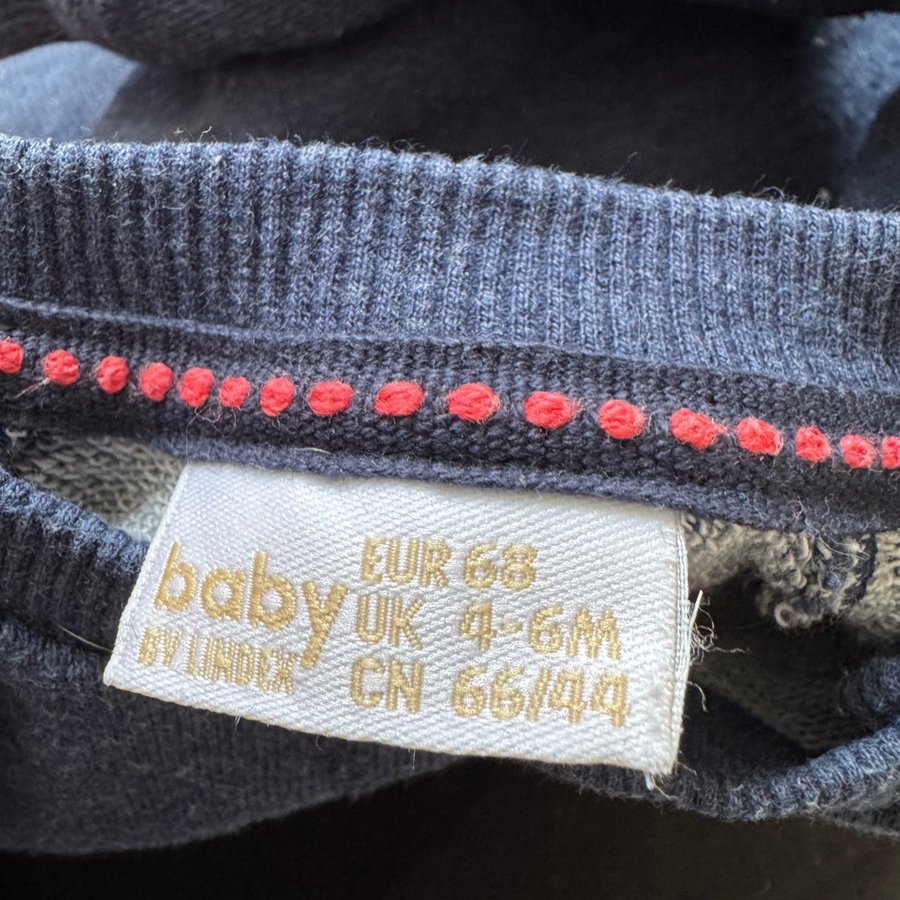 baby
BY LINDEX
EUR 68
UK 4-6M
CN 66/44